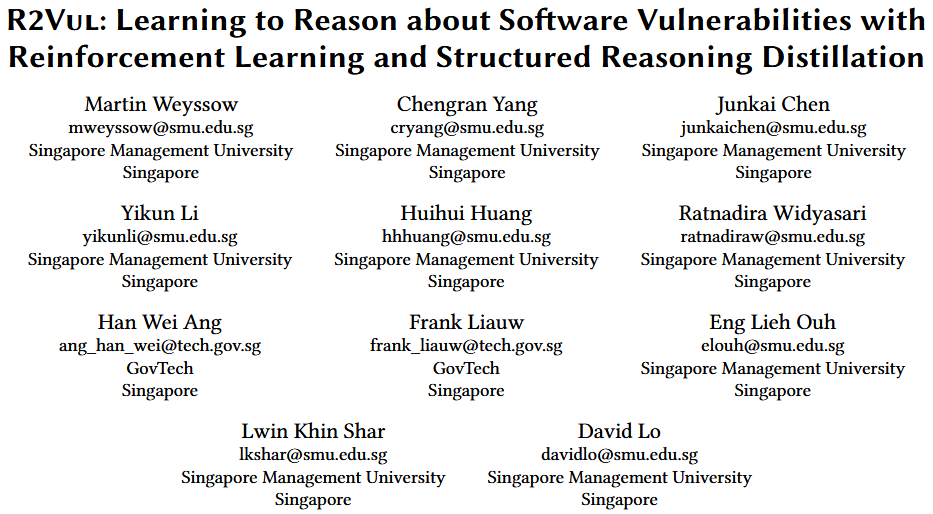 R2VUL: Learning to Reason about Software Vulnerabilities with
Reinforcement Learning and Structured Reasoning Distillation
Martin Weyssow
mweyssow@smu.edu.sg
Singapore Management University
Singapore
Chengran Yang
cryang@smu.edu.sg
Singapore Management University
Singapore
Junkai Chen
junkaichen@smu.edu.sg
Singapore Management University
Singapore
Yikun Li
yikunli@smu.edu.sg
Singapore Management University
Singapore
Huihui Huang
hhhuang@smu.edu.sg
Singapore Management University
Singapore
Ratnadira Widyasari
ratnadiraw@smu.edu.sg
Singapore Management University
Singapore
Han Wei Ang
ang_han_wei@tech.gov.sg
GovTech
Singapore
Frank Liauw
frank_liauw@tech.gov.sg
GovTech
Singapore
Eng Lieh Ouh
elouh@smu.edu.sg
Singapore Management University
Singapore
Lwin Khin Shar
lkshar@smu.edu.sg
Singapore Management University
Singapore
David Lo
davidlo@smu.edu.sg
Singapore Management University
Singapore